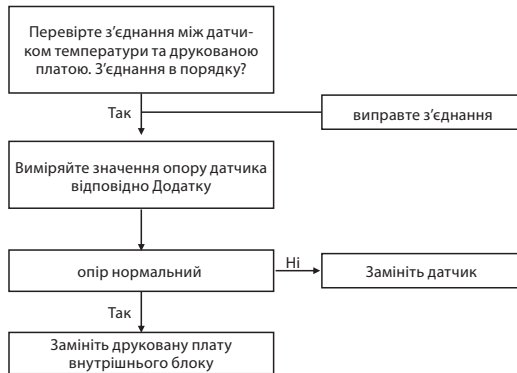 Перевірте з’єднання між датчи-
ком температури та друкованою
платою. З’єднання в порядку?
Так
виправте з’єднання
Виміряйте значення опору датчика
відповідно Додатку
опір нормальний
Ні
Замініть датчик
Так
Замініть друковану плату
внутрішнього блоку